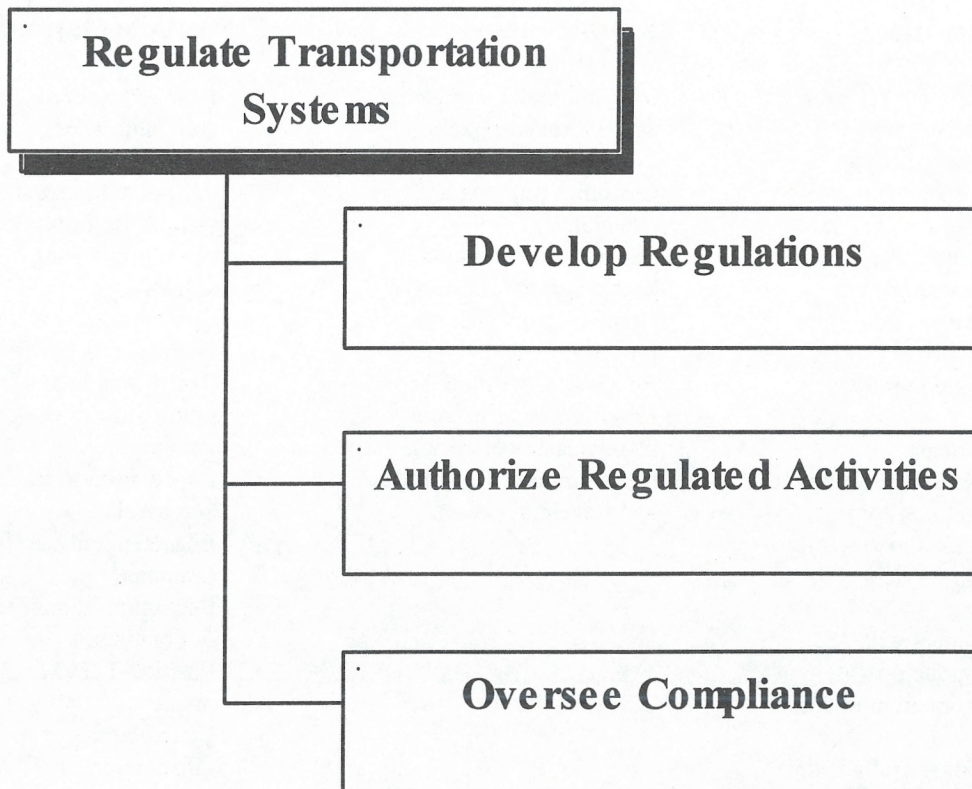 Regulate Transportation
Systems
Develop Regulations
Authorize Regulated Activities
Oversee Compliance